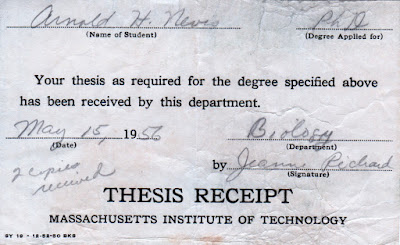 Arnold H. Nevis Ph.D
(Name of Student) (Degree Applied for)
Your thesis as required for the degree specified above
has been received by this department.
May 15, 1956 Biology
(Date) (Department)
2 copies
received
by Jeanne Richard
(Signature)
THESIS RECEIPT
MASSACHUSETTS INSTITUTE OF TECHNOLOGY